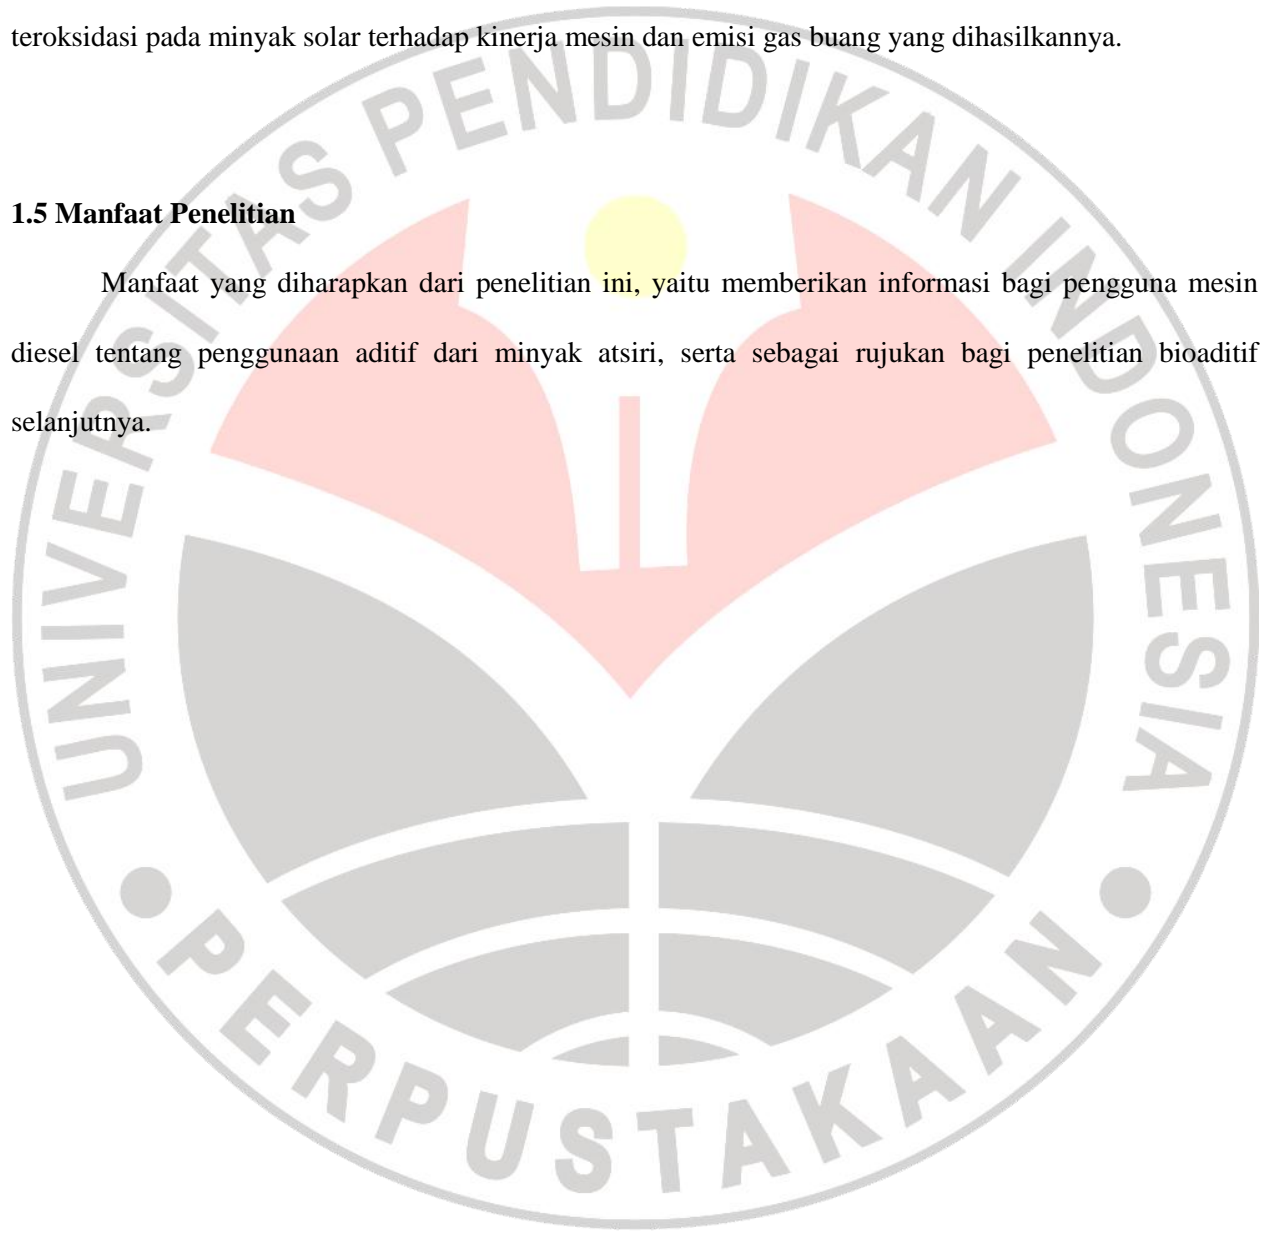 teroksidasi pada minyak solar terhadap kinerja mesin dan emisi gas buang yang dihasilkannya.
1.5 Manfaat Penelitian
Manfaat yang diharapkan dari penelitian ini, yaitu memberikan informasi bagi pengguna mesin
diesel tentang penggunaan aditif dari minyak atsiri, serta sebagai rujukan bagi penelitian bioaditif
selanjutnya.
UNIVERSITAS PENDIDIKAN INDONESIA
PERPUSTAKAAN